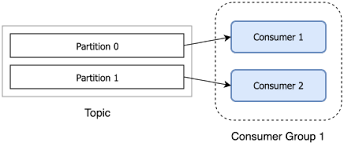 Partition 0
Consumer 1
Partition 1
Consumer 2
Topic
Consumer Group 1